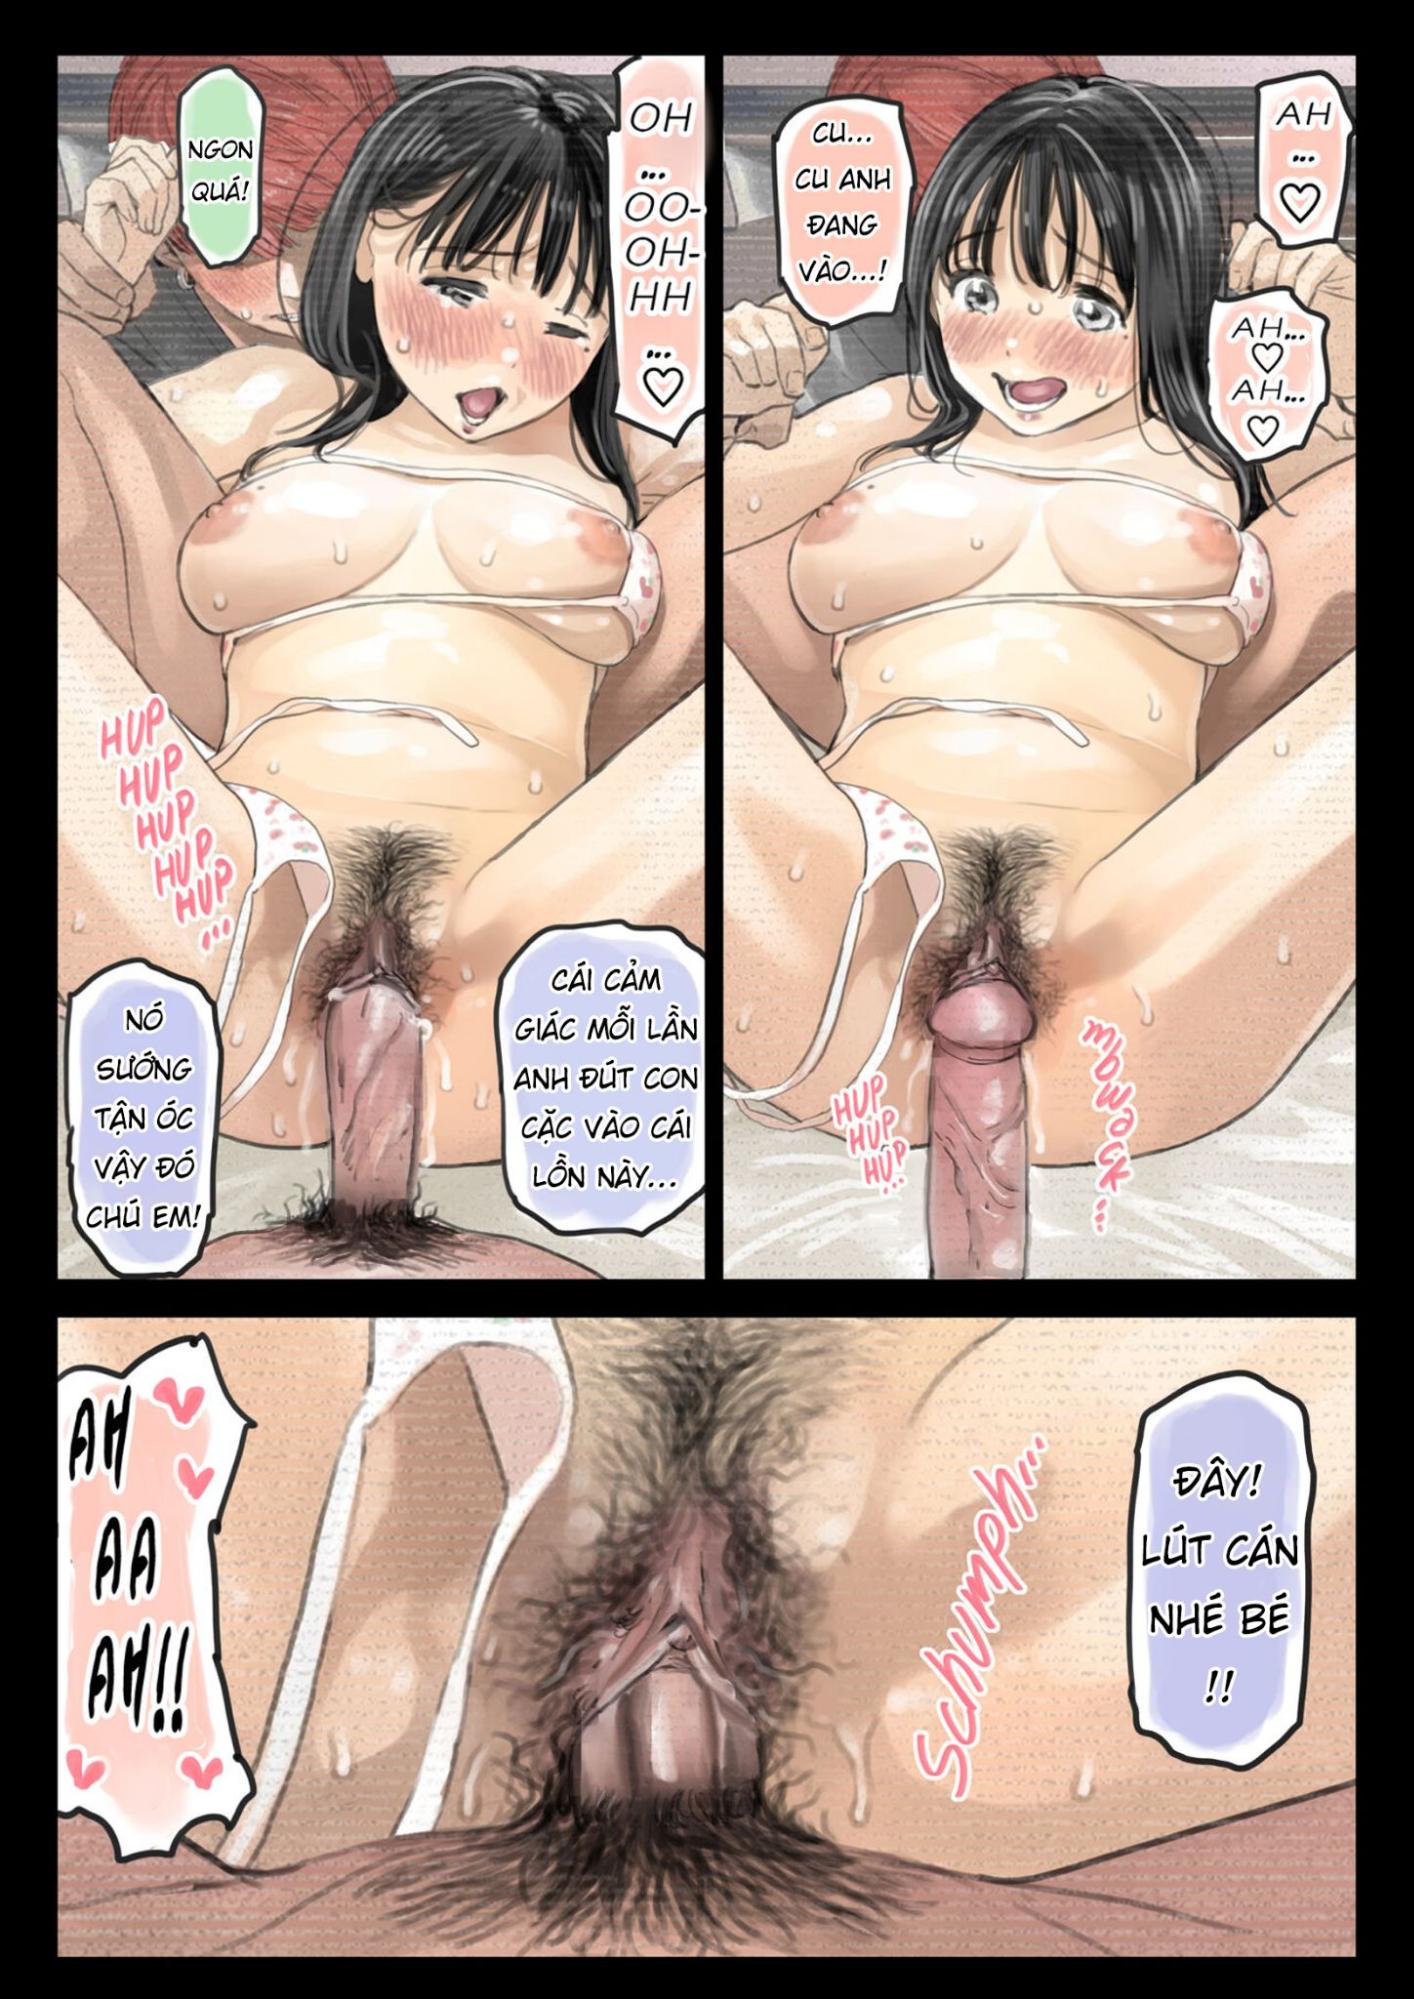 AH
...
♡
CU...
CU ANH
ĐANG
VÀO...!
AH...
♡
AH...
♡
HUP
HUP
HUP...
MOWACK...
OH
...
OO-
OH-
HH
...
♡
NGON
QUÁ!
HUP
HUP
HUP
HUP
HUP
...
CÁI CẢM
GIÁC MỖI LẦN
ANH ĐÚT CON
CẶC VÀO CÁI
LỒN NÀY...
NÓ
SƯỚNG
TẬN ÓC
VẬY ĐÓ
CHÚ EM!
ĐÂY!
LÚT CÁN
NHÉ BÉ
!!
SCHUMPH...
AH
AA
AH!!